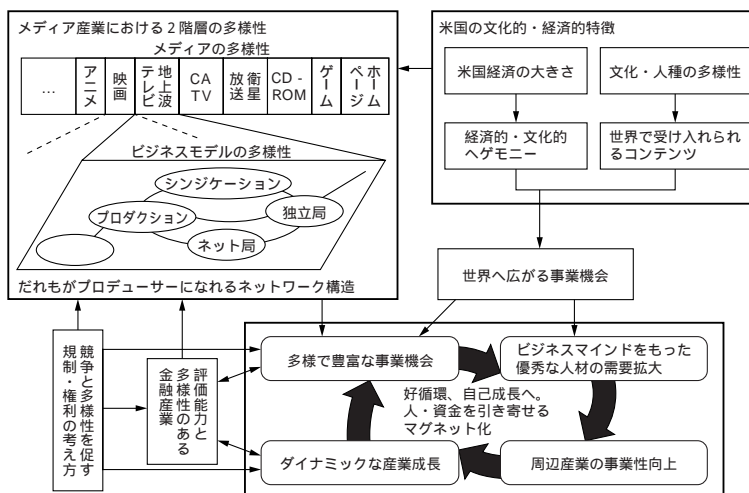 メディア産業における2階層の多様性
メディアの多様性
…
アニメ
映画
地上波
テレビ
CA
TV
衛星
放送
CD-
ROM
ゲーム
ホーム
ページ
ビジネスモデルの多様性
シンジケーション
プロダクション
独立局
ネット局
だれもがプロデューサーになれるネットワーク構造
米国の文化的・経済的特徴
米国経済の大きさ
文化・人種の多様性
経済的・文化的
ヘゲモニー
世界で受け入れられ
るコンテンツ
世界へ広がる事業機会
競争と多様性を促す
規制・権利の考え方
評価能力と
多様性のある
金融産業
多様で豊富な事業機会
ビジネスマインドをもった
優秀な人材の需要拡大
好循環、自己成長へ。
人・資金を引き寄せる
マグネット化
ダイナミックな産業成長
周辺産業の事業性向上